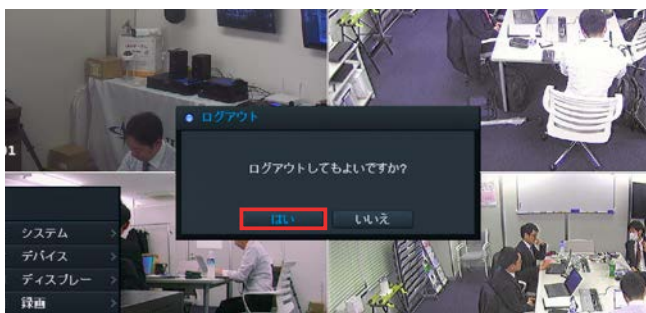 ログアウト
01
ログアウトしてもよいですか?
はい
いいえ
システム
デバイス
ディスプレー
録画